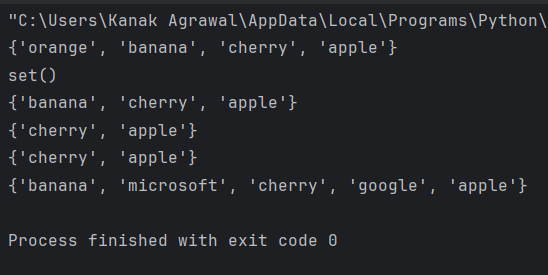 "C:\Users\Kanak Agrawal\AppData\Local\Programs\Python\
{'orange', 'banana', 'cherry', 'apple'}
set()
{'banana', 'cherry', 'apple'}
{'cherry', 'apple'}
{'cherry', 'apple'}
{'banana', 'microsoft', 'cherry', 'google', 'apple'}
Process finished with exit code 0